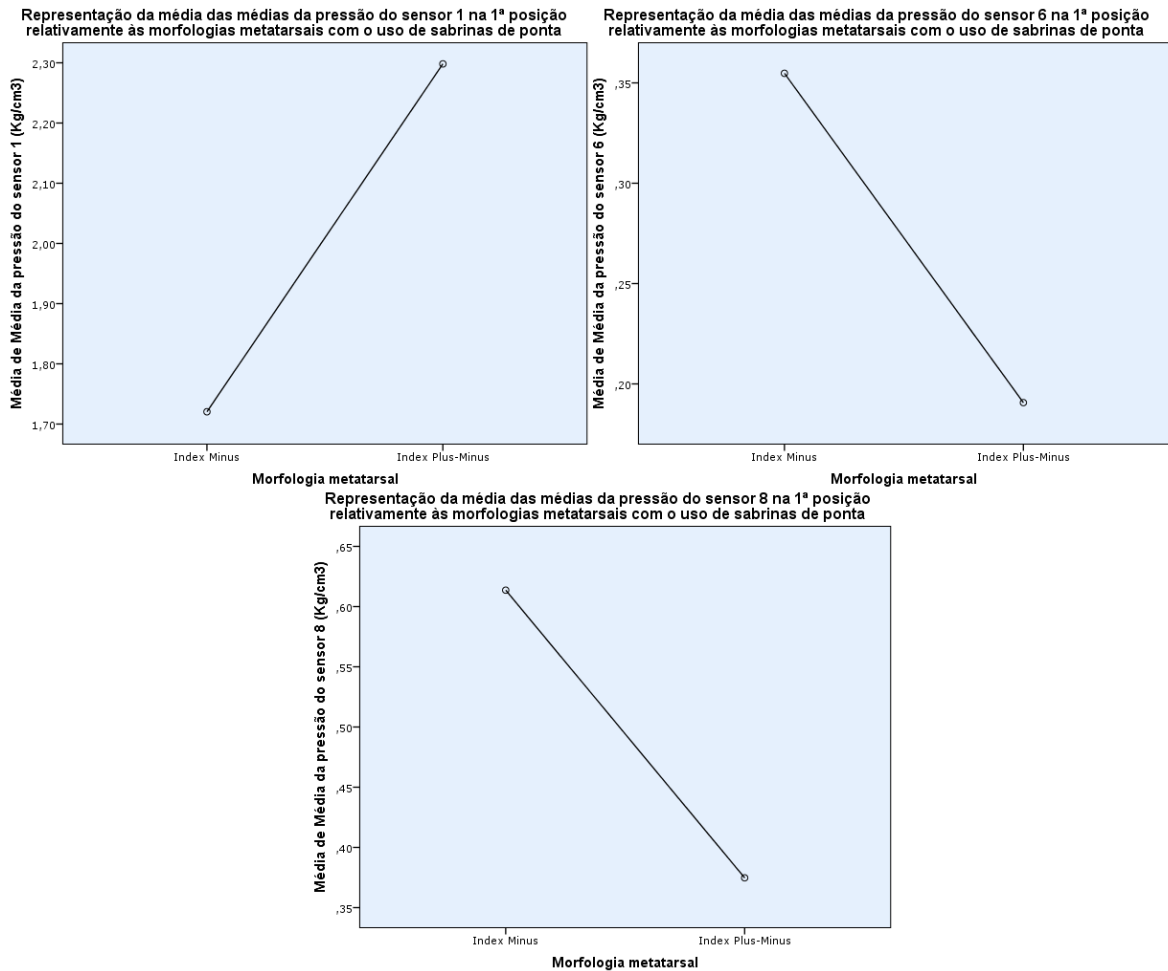 Representação da média das médias da pressão do sensor 1 na 1ª posição
relativamente às morfologias metatarsais com o uso de sabrinas de ponta
Média de Média da pressão do sensor 1 (Kg/cm3)
2,30
2,20
2,10
2,00
1,90
1,80
1,70
Index Minus
Index Plus-Minus
Morfologia metatarsal
Representação da média das médias da pressão do sensor 6 na 1ª posição
relativamente às morfologias metatarsais com o uso de sabrinas de ponta
Média de Média da pressão do sensor 6 (Kg/cm3)
,35
,30
,25
,20
Index Minus
Index Plus-Minus
Morfologia metatarsal
Representação da média das médias da pressão do sensor 8 na 1ª posição
relativamente às morfologias metatarsais com o uso de sabrinas de ponta
Média de Média da pressão do sensor 8 (Kg/cm3)
,65
,60
,55
,50
,45
,40
,35
Index Minus
Index Plus-Minus
Morfologia metatarsal